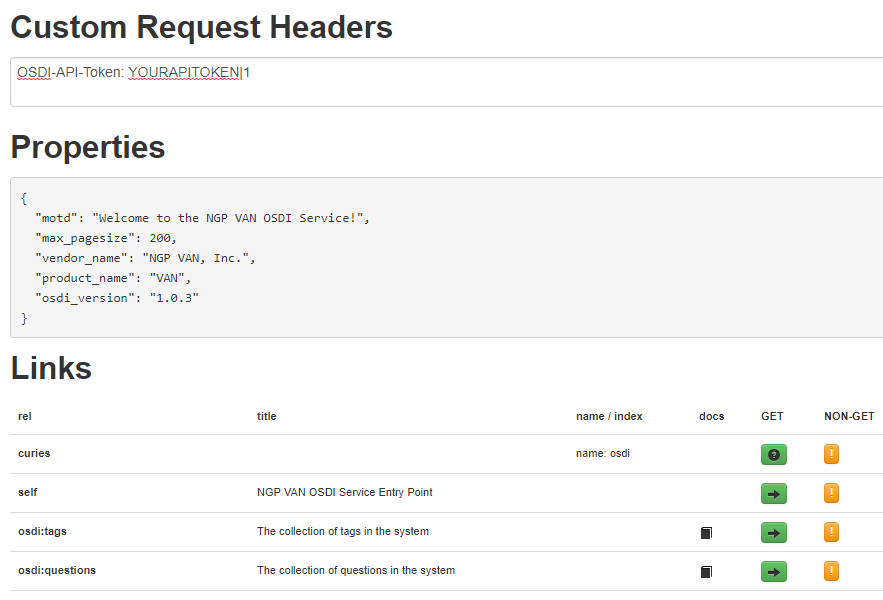 Custom Request Headers
OSDI-API-Token: YOURAPITOKEN|1
Properties
{
"motd": "Welcome to the NGP VAN OSDI Service!",
"max_pagesize": 200,
"vendor_name": "NGP VAN, Inc.",
"product_name": "VAN",
"osdi_version": "1.0.3"
}
Links
rel title name / index docs GET NON-GET
curies name: osdi ? !
self NGP VAN OSDI Service Entry Point !
osdi:tags The collection of tags in the system !
osdi:questions The collection of questions in the system !